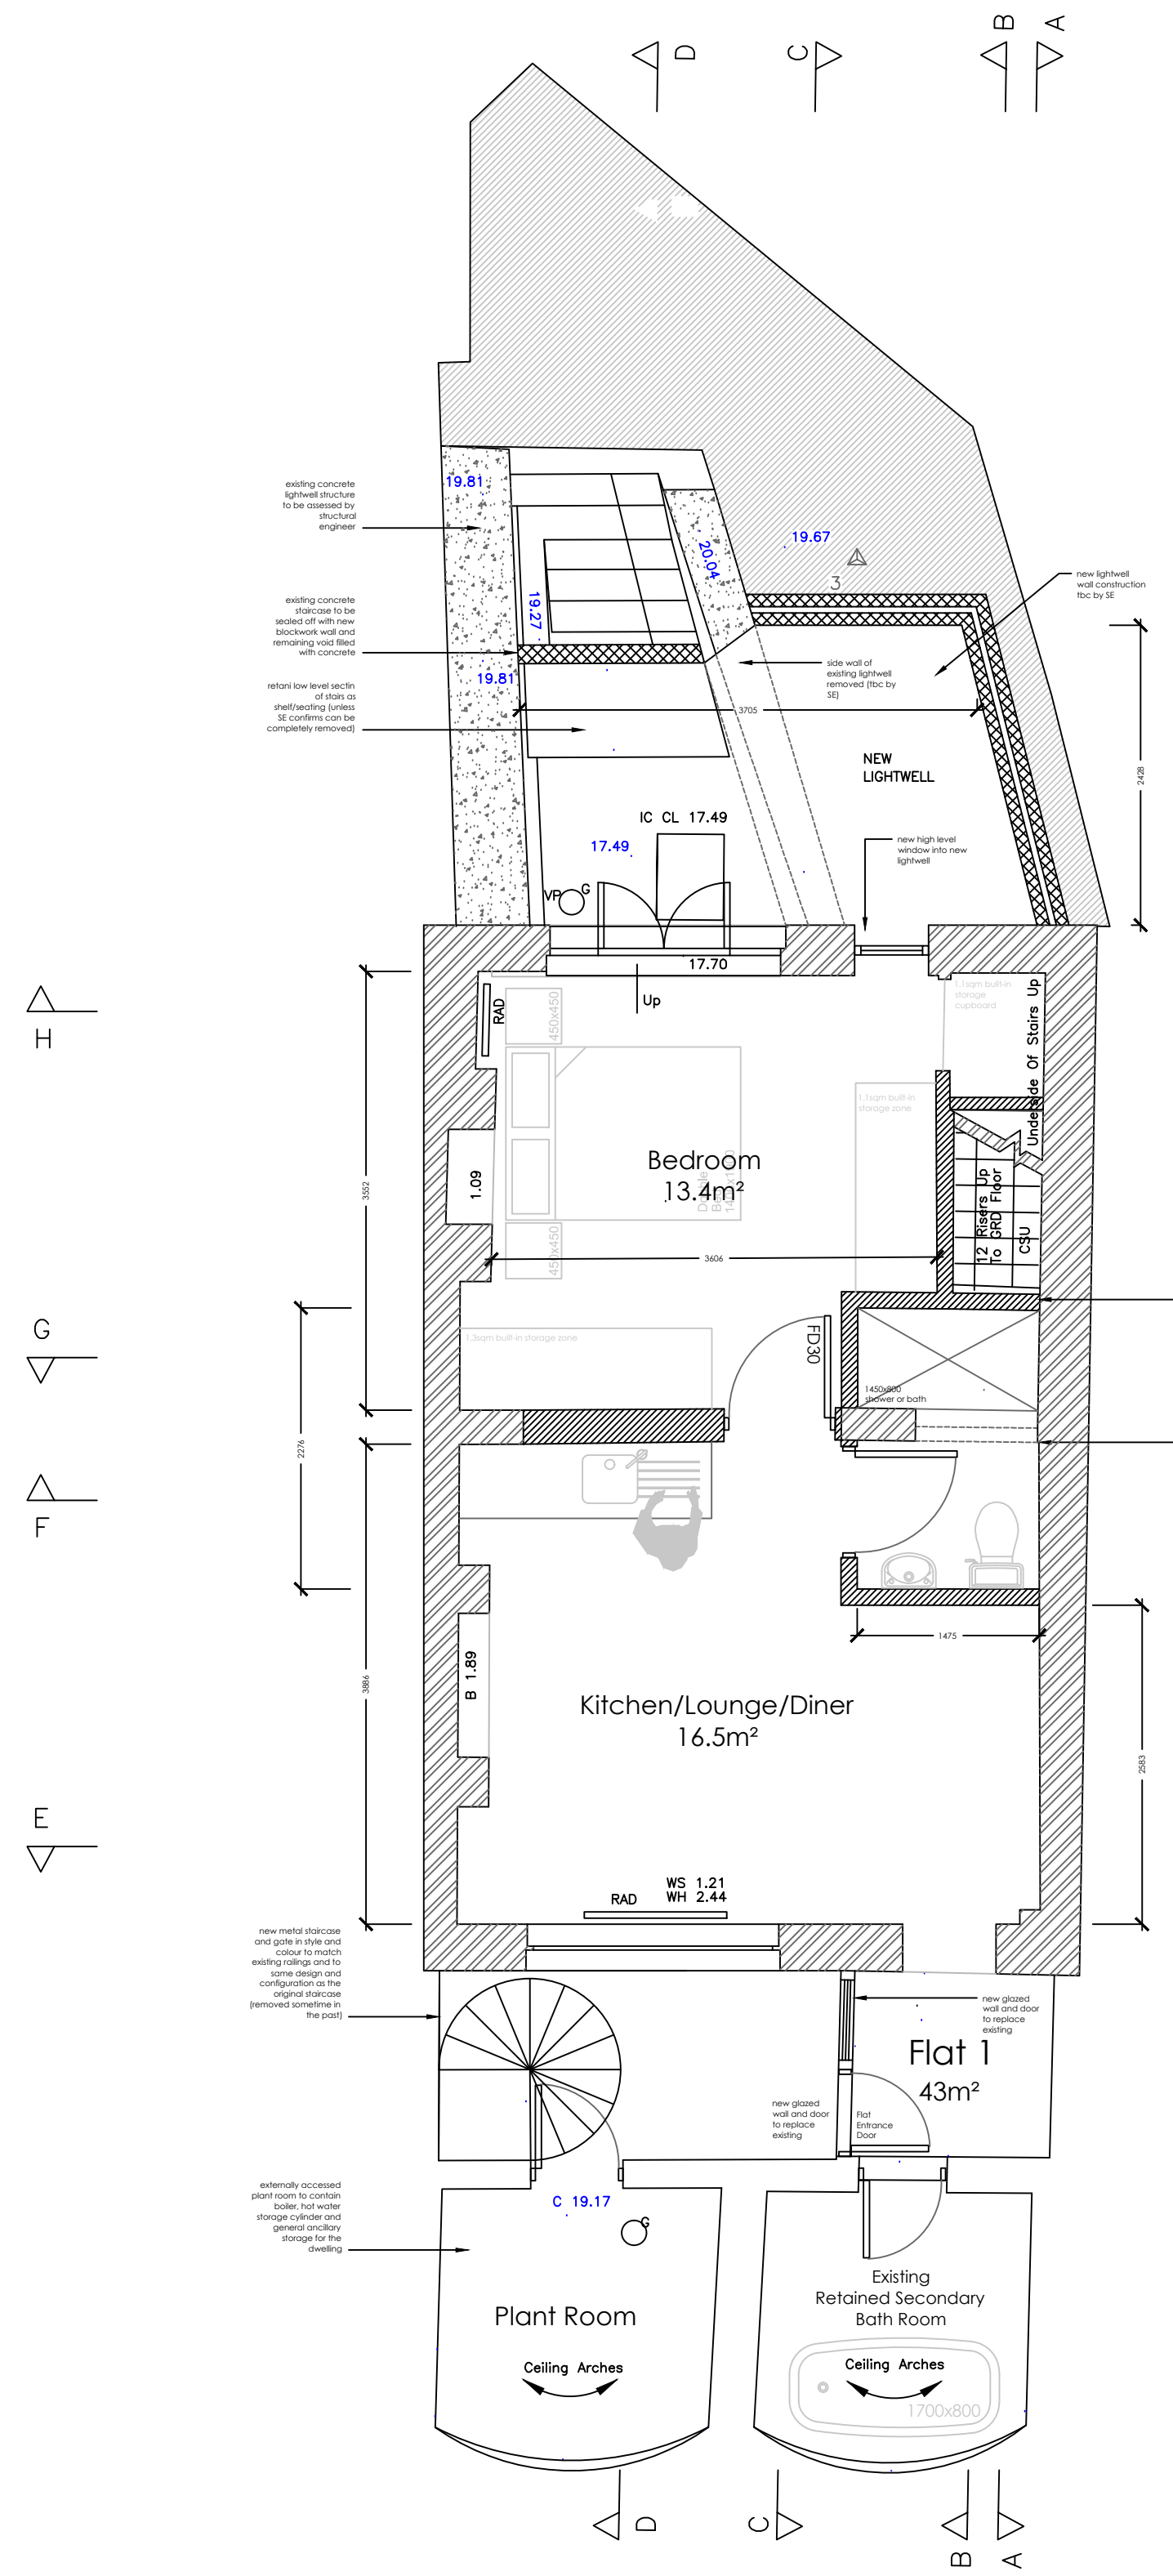 D
C
B
A
existing concrete
lightwell structure
to be assessed by
structural
engineer
19.81
20.04
19.67
3
new lightwell
wall construction
tbc by SE
existing concrete
staircase to be
sealed off with new
blockwork wall and
remaining void filled
with concrete
19.27
19.81
side wall of
existing lightwell
removed (tbc by
SE)
retani low level sectin
of stairs as
shelf/seating (unless
SE confirms can be
completely removed)
3705
NEW
LIGHTWELL
2428
IC CL 17.49
17.49
new high level
window into new
lightwell
VP
G
17.70
Up
RAD
450x450
1.1sqm built-in
storage
cupboard
Underside Of Stairs Up
H
1.1sqm built-in
storage zone
Bedroom
13.4m²
1.09
3552
12 Risers Up
To GRD Floor
CSU
450x450
3606
G
1.3sqm built-in storage zone
FD30
1450x800
shower or bath
2276
F
B 1.89
1475
Kitchen/Lounge/Diner
16.5m²
3886
2583
E
WS 1.21
WH 2.44
RAD
new metal staircase
and gate in style and
colour to match
existing railings and to
same design and
configuration as the
original staircase
(removed sometime in
the past)
new glazed
wall and door
to replace
existing
Flat 1
43m²
new glazed
wall and door
to replace
existing
Flat
Entrance
Door
externally accessed
plant room to contain
boiler, hot water
storage cylinder and
general ancillary
storage for the
dwelling
C 19.17
G
Existing
Retained Secondary
Bath Room
Plant Room
Ceiling Arches
Ceiling Arches
1700x800
D
C
B
A